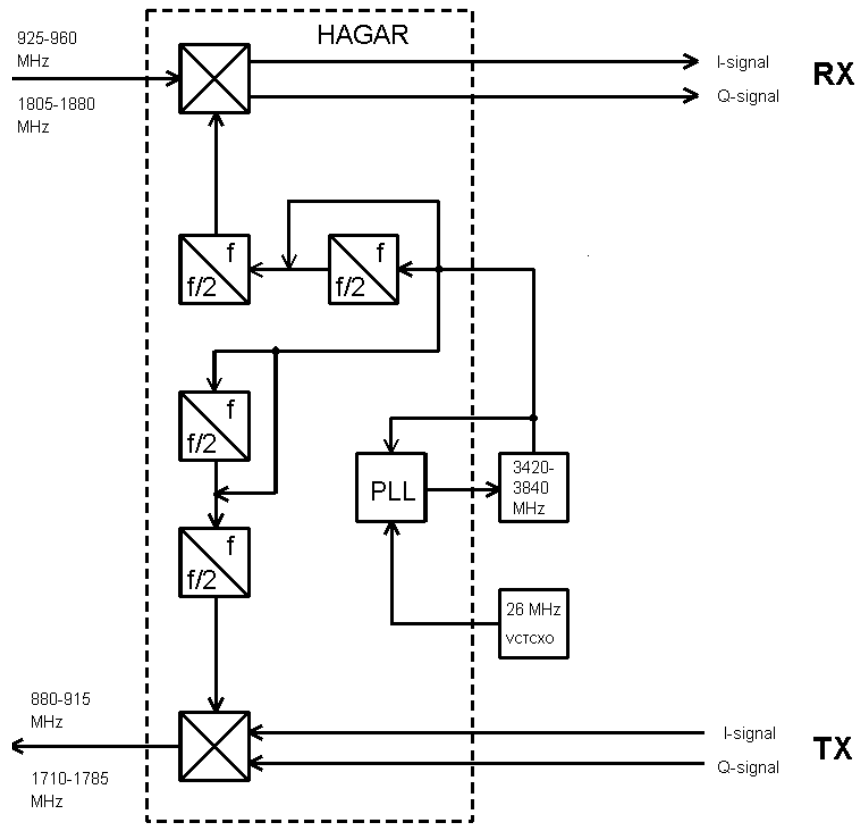 925-960
MHz
HAGAR
I-signal
RX
1805-1880
MHz
Q-signal
f
f/2
f
f/2
f
f/2
PLL
3420-
3840
MHz
f
f/2
26 MHz
VCTCXO
880-915
MHz
I-signal
TX
1710-1785
MHz
Q-signal